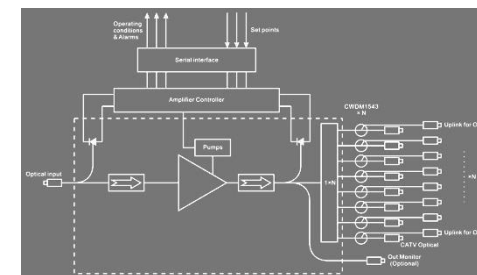 Operating
conditions
& Alarms
Set points
Serial interface
Amplifier Controller
CWDM1543
×N
Uplink for O
Pumps
Optical input
1×N
×N
Uplink for O
CATV Optical
Out Monitor
(Optional)